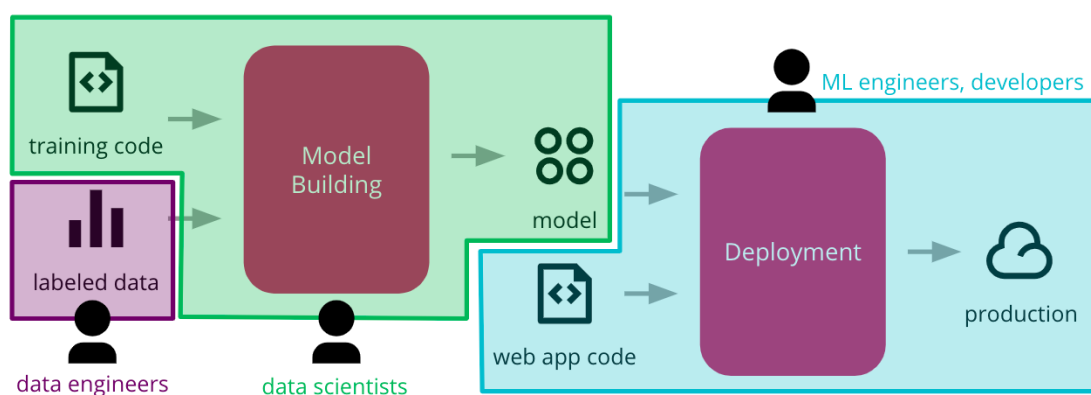 training code
Model
Building
model
labeled data
data engineers
data scientists
ML engineers, developers
Deployment
web app code
production